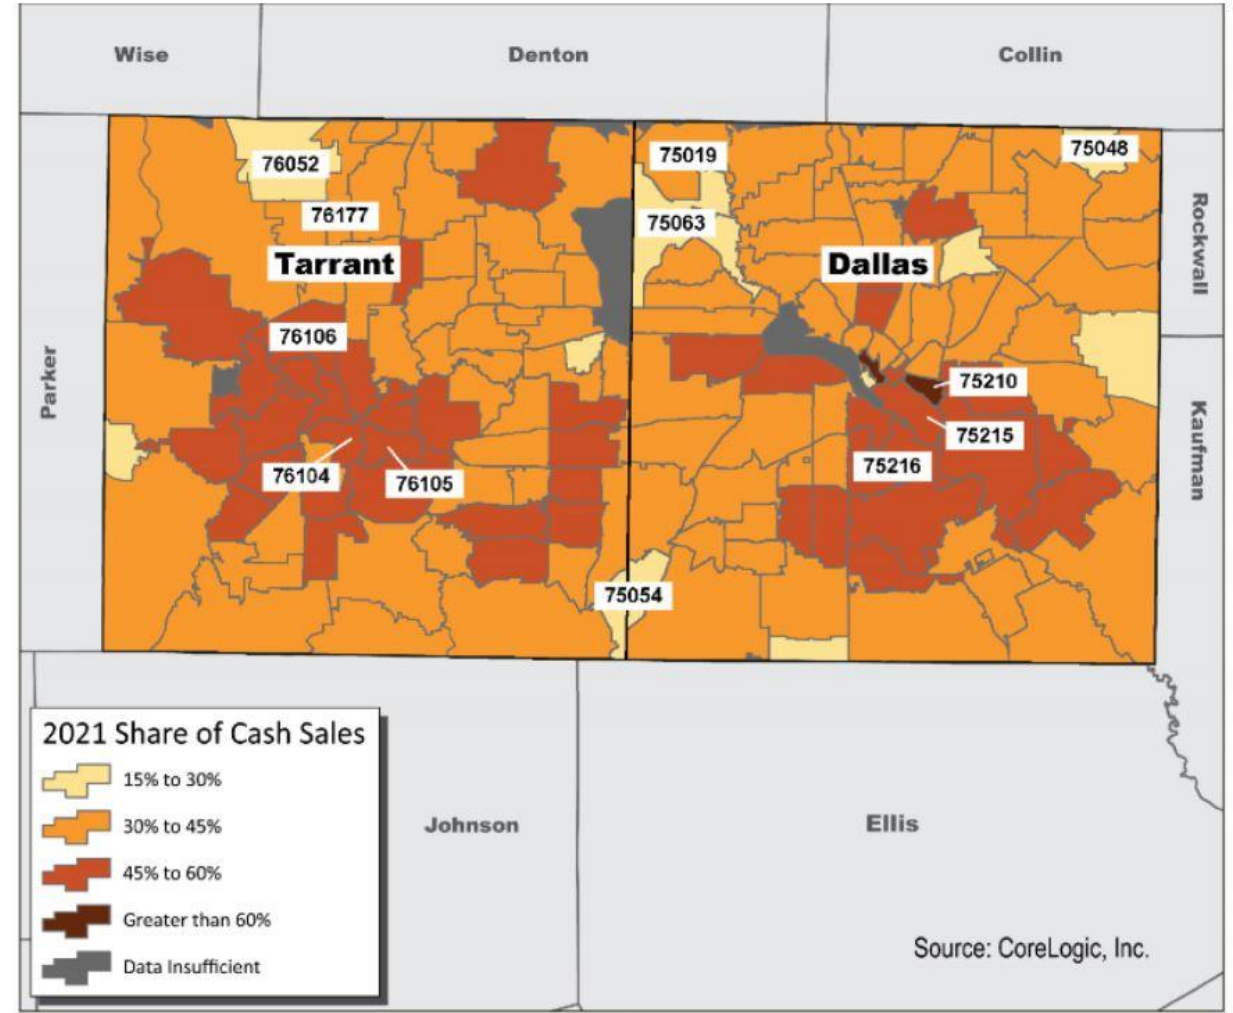 Wise
Denton
Collin
76052
75019
75048
76177
75063
Rockwall
Tarrant
Dallas
76106
Parker
75210
75215
Kaufman
76104
76105
75216
75054
2021 Share of Cash Sales
15% to 30%
30% to 45%
45% to 60%
Greater than 60%
Data Insufficient
Johnson
Ellis
Source: CoreLogic, Inc.